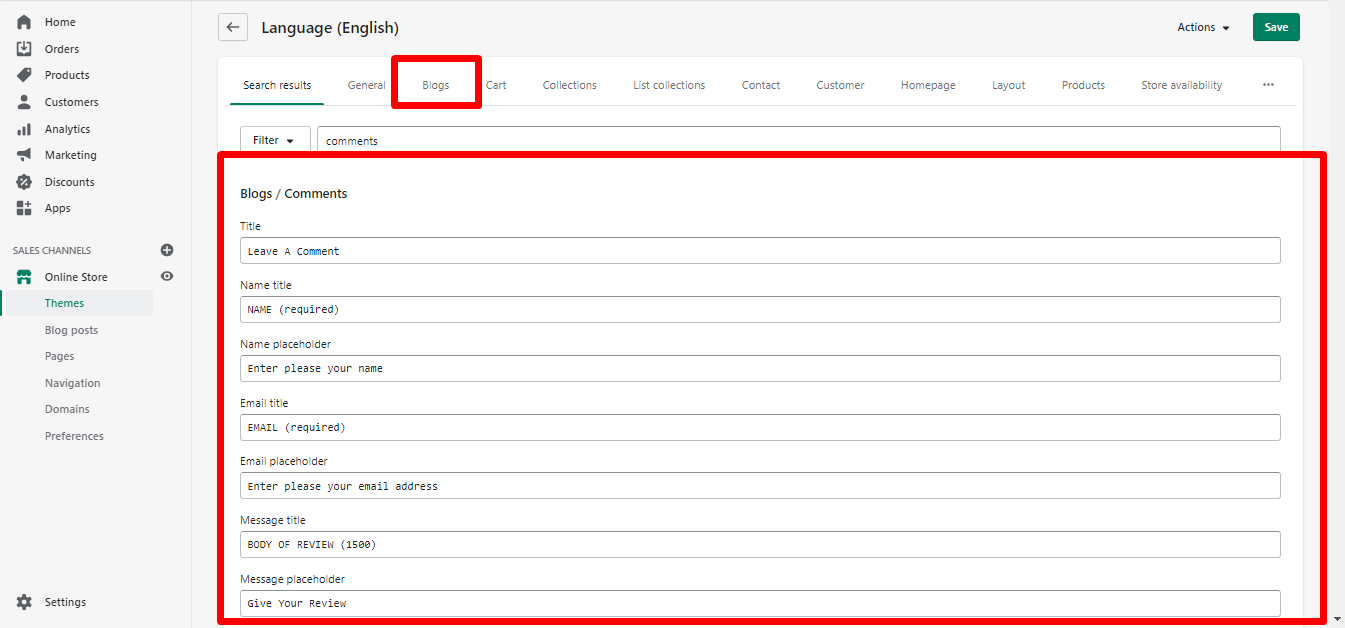 Home
Orders
Products
Customers
Analytics
Marketing
Discounts
Apps
SALES CHANNELS
Online Store
Themes
Blog posts
Pages
Navigation
Domains
Preferences
Settings
Language (English)
Actions
Save
Search results General Blogs Cart Collections List collections Contact Customer Homepage Layout Products Store availability ...
Filter comments
Blogs / Comments
Title
Leave A Comment
Name title
NAME (required)
Name placeholder
Enter please your name
Email title
EMAIL (required)
Email placeholder
Enter please your email address
Message title
BODY OF REVIEW (1500)
Message placeholder
Give Your Review